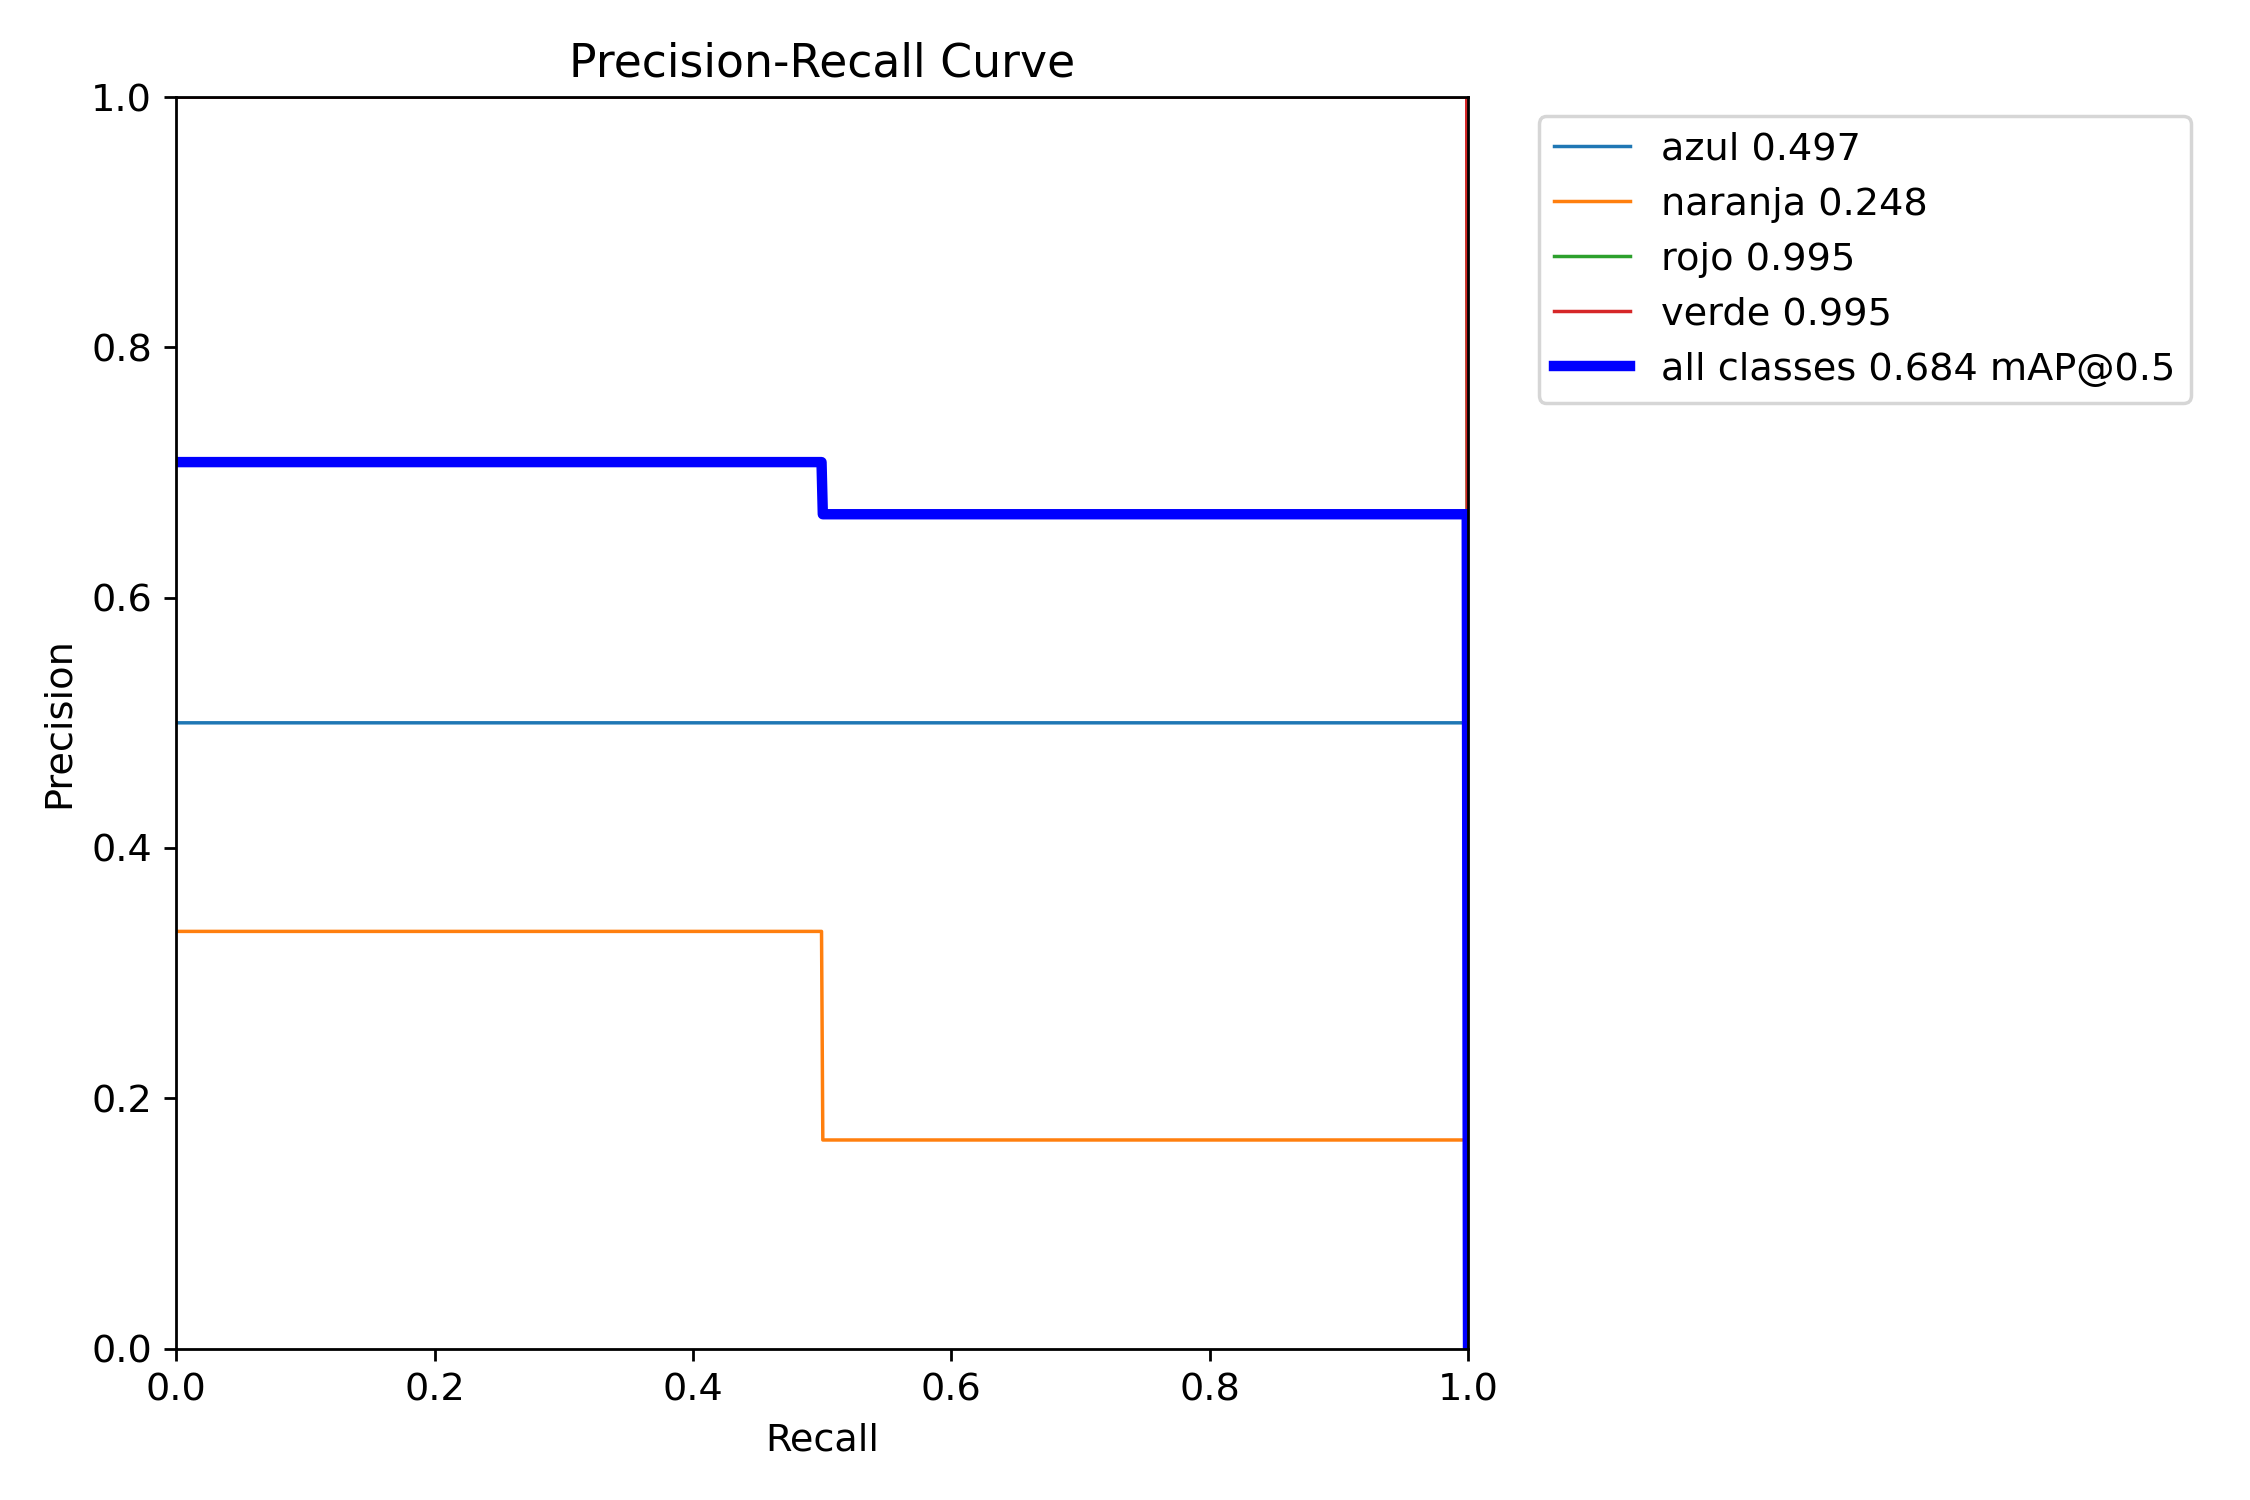 Precision-Recall Curve
1.0
0.8
0.6
0.4
0.2
0.0
Precision
0.0 0.2 0.4 0.6 0.8 1.0
Recall
azul 0.497
naranja 0.248
rojo 0.995
verde 0.995
all classes 0.684 mAP@0.5